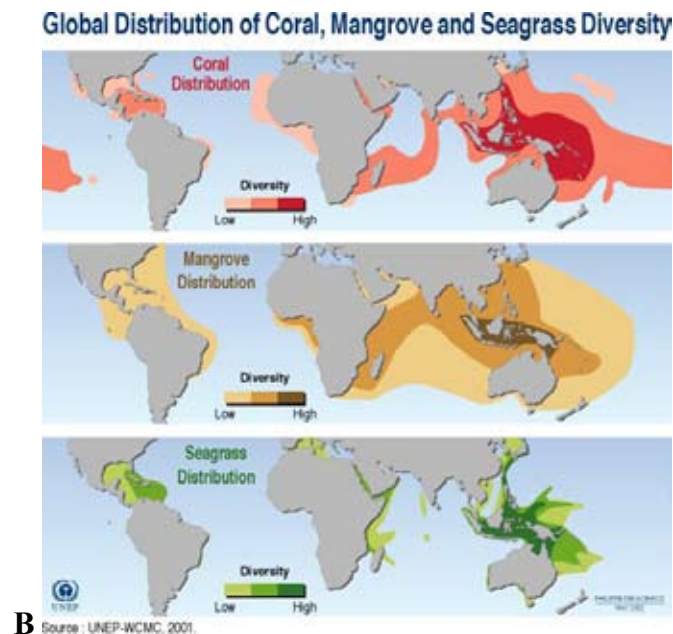 Global Distribution of Coral, Mangrove and Seagrass Diversity
Coral
Distribution
Diversity
Low High
Mangrove
Distribution
Diversity
Low High
Seagrass
Distribution
Diversity
Low High
UNEP
B
Source : UNEP-WCMC, 2001.